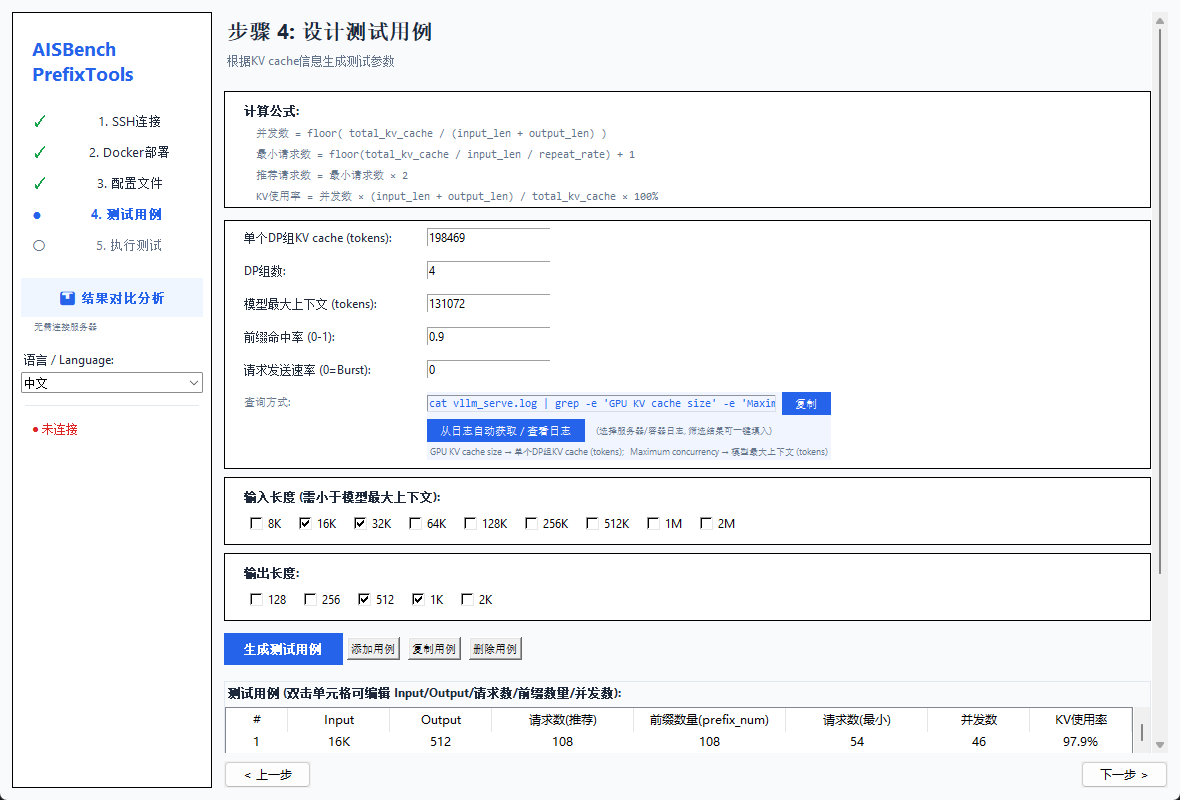 AISBench
PrefixTools
✓ 1. SSH连接
✓ 2. Docker部署
✓ 3. 配置文件
● 4. 测试用例
○ 5. 执行测试
结果对比分析
无需连接服务器
语言 / Language:
中文
● 未连接
步骤 4: 设计测试用例
根据KV cache信息生成测试参数
计算公式:
并发数 = floor( total_kv_cache / (input_len + output_len) )
最小请求数 = floor(total_kv_cache / input_len / repeat_rate) + 1
推荐请求数 = 最小请求数 × 2
KV使用率 = 并发数 × (input_len + output_len) / total_kv_cache × 100%
单个DP组KV cache (tokens): 198469
DP组数: 4
模型最大上下文 (tokens): 131072
前缀命中率 (0-1): 0.9
请求发送速率 (0=Burst): 0
查询方式: cat vllm_serve.log | grep -e 'GPU KV cache size' -e 'Maxim 复制
从日志自动获取 / 查看日志 (选择服务器/容器日志, 筛选结果可一键填入)
GPU KV cache size → 单个DP组KV cache (tokens); Maximum concurrency → 模型最大上下文 (tokens)
输入长度 (需小于模型最大上下文):
8K 16K 32K 64K 128K 256K 512K 1M 2M
输出长度:
128 256 512 1K 2K
生成测试用例 添加用例 复制用例 删除用例
测试用例 (双击单元格可编辑 Input/Output/请求数/前缀数量/并发数):
# Input Output 请求数(推荐) 前缀数量(prefix_num) 请求数(最小) 并发数 KV使用率
1 16K 512 108 108 54 46 97.9%
< 上一步 下一步 >